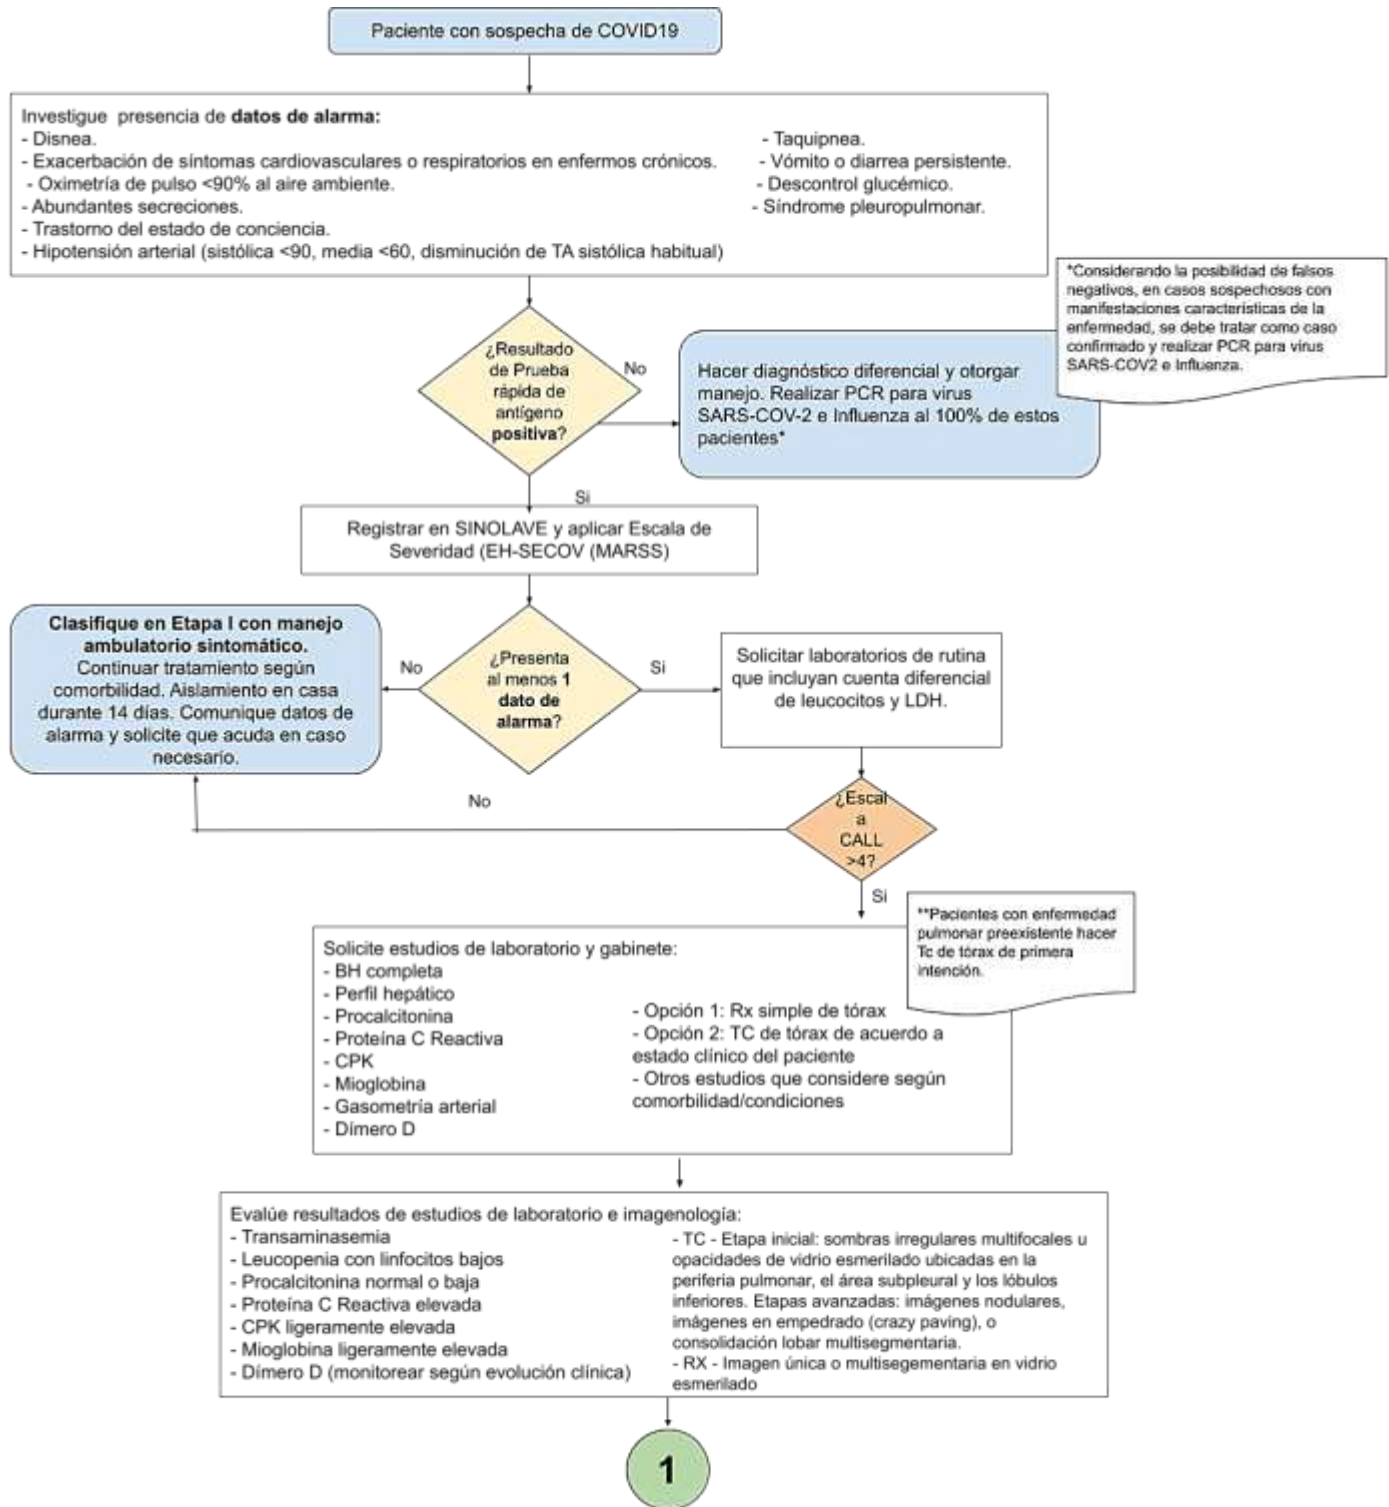 Paciente con sospecha de COVID19
Investigue presencia de datos de alarma:
- Disnea.
- Exacerbación de síntomas cardiovasculares o respiratorios en enfermos crónicos.
- Oximetría de pulso <90% al aire ambiente.
- Abundantes secreciones.
- Trastorno del estado de conciencia.
- Hipotensión arterial (sistólica <90, media <60, disminución de TA sistólica habitual)
- Taquipnea.
- Vómito o diarrea persistente.
- Descontrol glucémico.
- Síndrome pleuropulmonar.
*Considerando la posibilidad de falsos
negativos, en casos sospechosos con
manifestaciones características de la
enfermedad, se debe tratar como caso
confirmado y realizar PCR para virus
SARS-COV2 e Influenza.
¿Resultado
de Prueba
rápida de
antígeno
positiva?
No
Hacer diagnóstico diferencial y otorgar
manejo. Realizar PCR para virus
SARS-COV-2 e Influenza al 100% de estos
pacientes*
Si
Registrar en SINOLAVE y aplicar Escala de
Severidad (EH-SECOV (MARSS)
Clasifique en Etapa I con manejo
ambulatorio sintomático.
Continuar tratamiento según
comorbilidad. Aislamiento en casa
durante 14 días. Comunique datos de
alarma y solicite que acuda en caso
necesario.
No
¿Presenta
al menos 1
dato de
alarma?
Si
Solicitar laboratorios de rutina
que incluyan cuenta diferencial
de leucocitos y LDH.
No
¿Escal
a
CALL
>4?
Si
**Pacientes con enfermedad
pulmonar preexistente hacer
Tc de tórax de primera
intención.
Solicite estudios de laboratorio y gabinete:
- BH completa
- Perfil hepático
- Procalcitonina
- Proteína C Reactiva
- CPK
- Mioglobina
- Gasometría arterial
- Dímero D
- Opción 1: Rx simple de tórax
- Opción 2: TC de tórax de acuerdo a
estado clínico del paciente
- Otros estudios que considere según
comorbilidad/condiciones
Evalúe resultados de estudios de laboratorio e imagenología:
- Transaminasemia
- Leucopenia con linfocitos bajos
- Procalcitonina normal o baja
- Proteína C Reactiva elevada
- CPK ligeramente elevada
- Mioglobina ligeramente elevada
- Dímero D (monitorear según evolución clínica)
- TC - Etapa inicial: sombras irregulares multifocales u
opacidades de vidrio esmerilado ubicadas en la
periferia pulmonar, el área subpleural y los lóbulos
inferiores. Etapas avanzadas: imágenes nodulares,
imágenes en empedrado (crazy paving), o
consolidación lobar multisegmentaria.
- RX - Imagen única o multisegementaria en vidrio
esmerilado
1